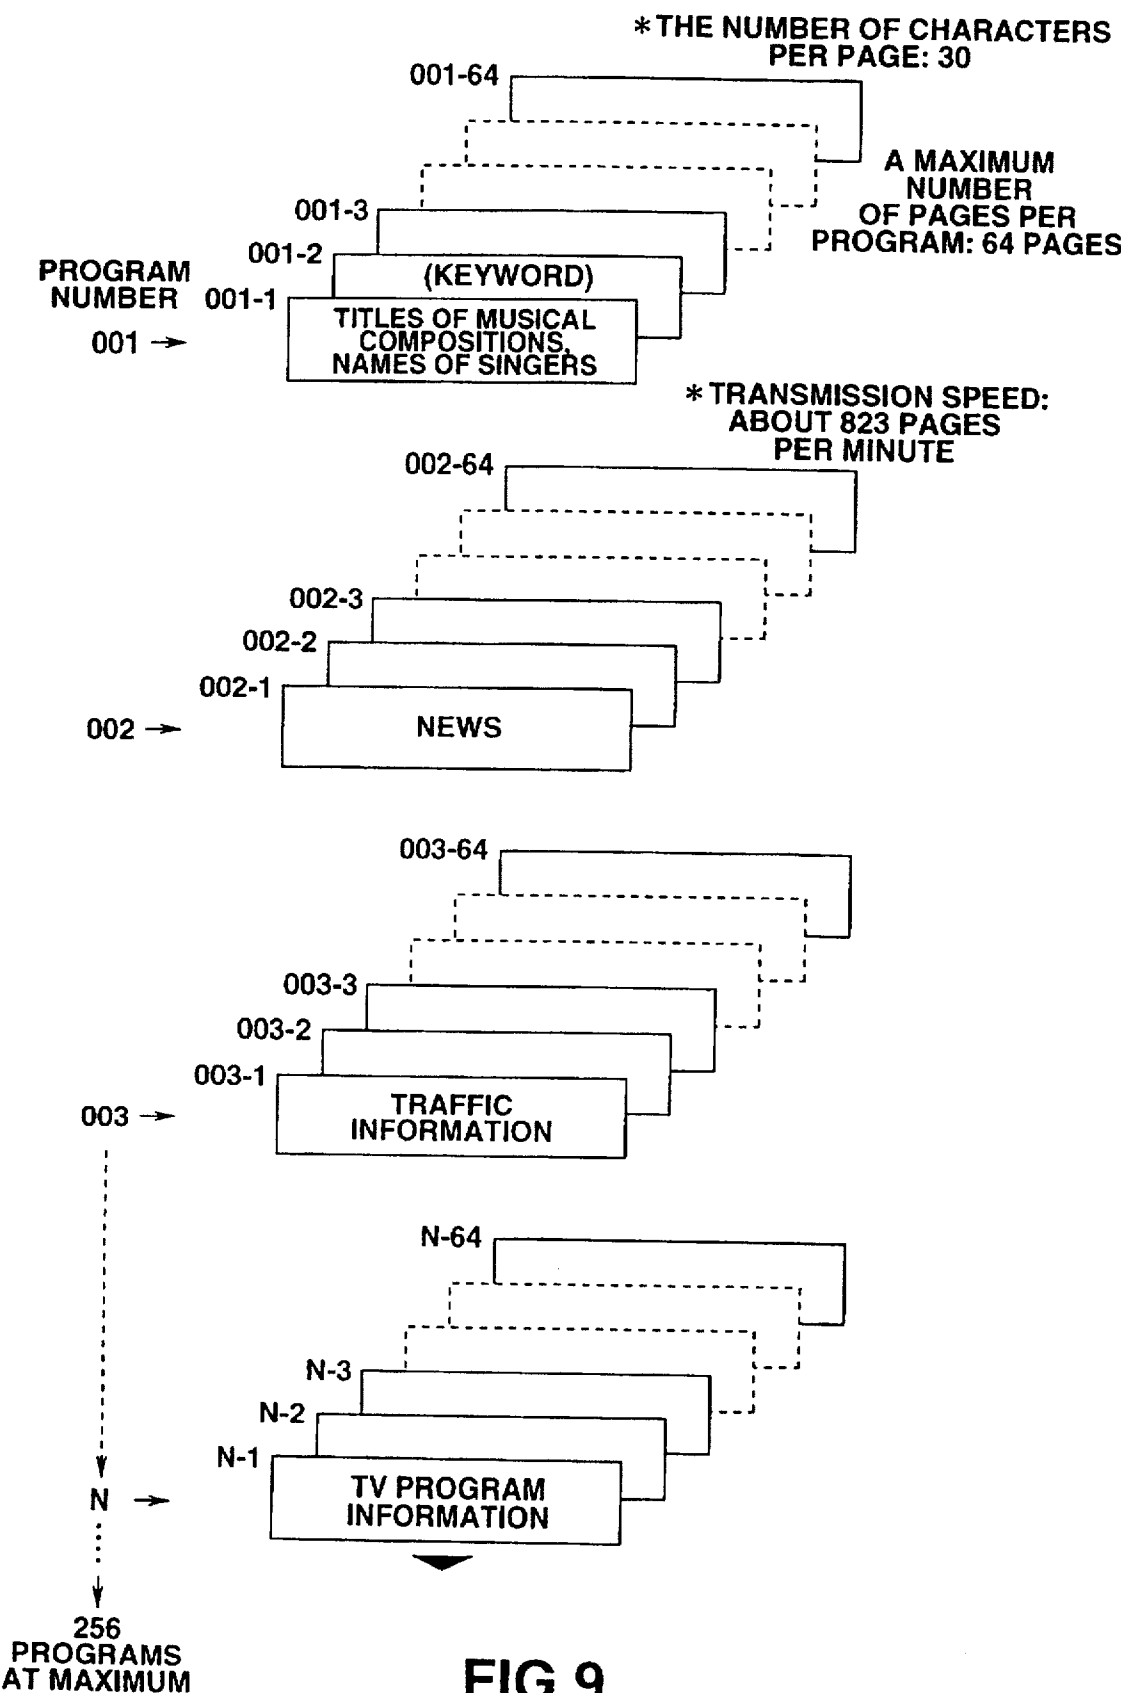 *THE NUMBER OF CHARACTERS
PER PAGE: 30
001-64
A MAXIMUM
NUMBER
OF PAGES PER
PROGRAM: 64 PAGES
001-3
001-2
(KEYWORD)
PROGRAM
NUMBER
001-1
001 →
TITLES OF MUSICAL
COMPOSITIONS,
NAMES OF SINGERS
*TRANSMISSION SPEED:
ABOUT 823 PAGES
PER MINUTE
002-64
002-3
002-2
002-1
002 →
NEWS
003-64
003-3
003-2
003-1
003 →
TRAFFIC
INFORMATION
N-64
N-3
N-2
N-1
N →
TV PROGRAM
INFORMATION
256
PROGRAMS
AT MAXIMUM
FIG.9